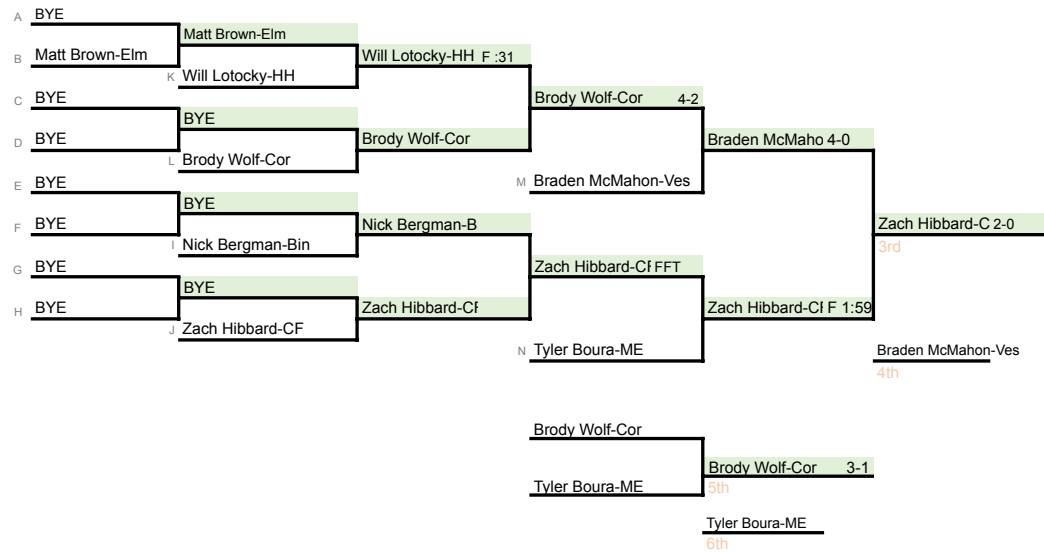 A BYE
Matt Brown-Elm
B Matt Brown-Elm
Will Lotocky-HH F :31
K Will Lotocky-HH
C BYE
Brody Wolf-Cor 4-2
BYE
D BYE
Brody Wolf-Cor
Braden McMaho 4-0
L Brody Wolf-Cor
E BYE
M Braden McMahon-Ves
BYE
F BYE
Nick Bergman-B
Zach Hibbard-C 2-0
I Nick Bergman-Bin
3rd
G BYE
Zach Hibbard-CF FFT
BYE
H BYE
Zach Hibbard-CF
Zach Hibbard-CF F 1:59
J Zach Hibbard-CF
N Tyler Boura-ME
Braden McMahon-Ves
4th
Brody Wolf-Cor
Brody Wolf-Cor 3-1
Tyler Boura-ME
5th
Tyler Boura-ME
6th